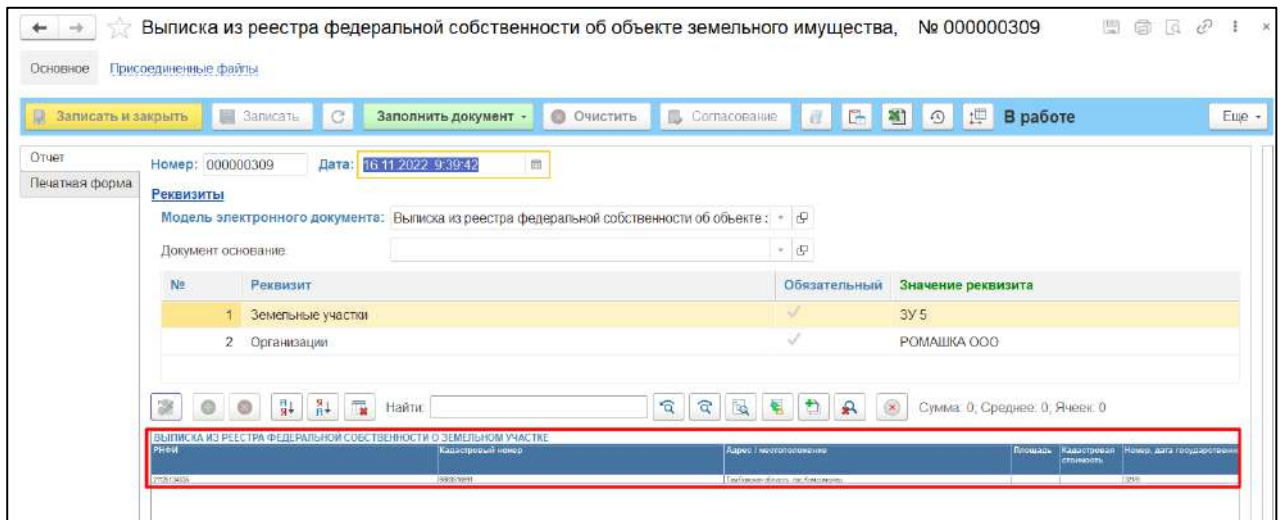 Выписка из реестра федеральной собственности об объекте земельного имущества, № 000000309
Основное Присоединенные файлы
Записать и закрыть Записать Заполнить документ Очистить Согласование В работе Еще
Отчет
Печатная форма
Номер: 000000309 Дата: 16.11.2022 9:39:42
Реквизиты
Модель электронного документа: Выписка из реестра федеральной собственности об объекте :
Документ основание:
№ Реквизит Обязательный Значение реквизита
1 Земельные участки ЗУ 5
2 Организации РОМАШКА ООО
Найти: Сумма: 0; Среднее: 0; Ячеек: 0
ВЫПИСКА ИЗ РЕЕСТРА ФЕДЕРАЛЬНОЙ СОБСТВЕННОСТИ О ЗЕМЕЛЬНОМ УЧАСТКЕ
РНФИ Кадастровый номер Адрес / местоположение Площадь Кадастровая стоимость Номер, дата государственн